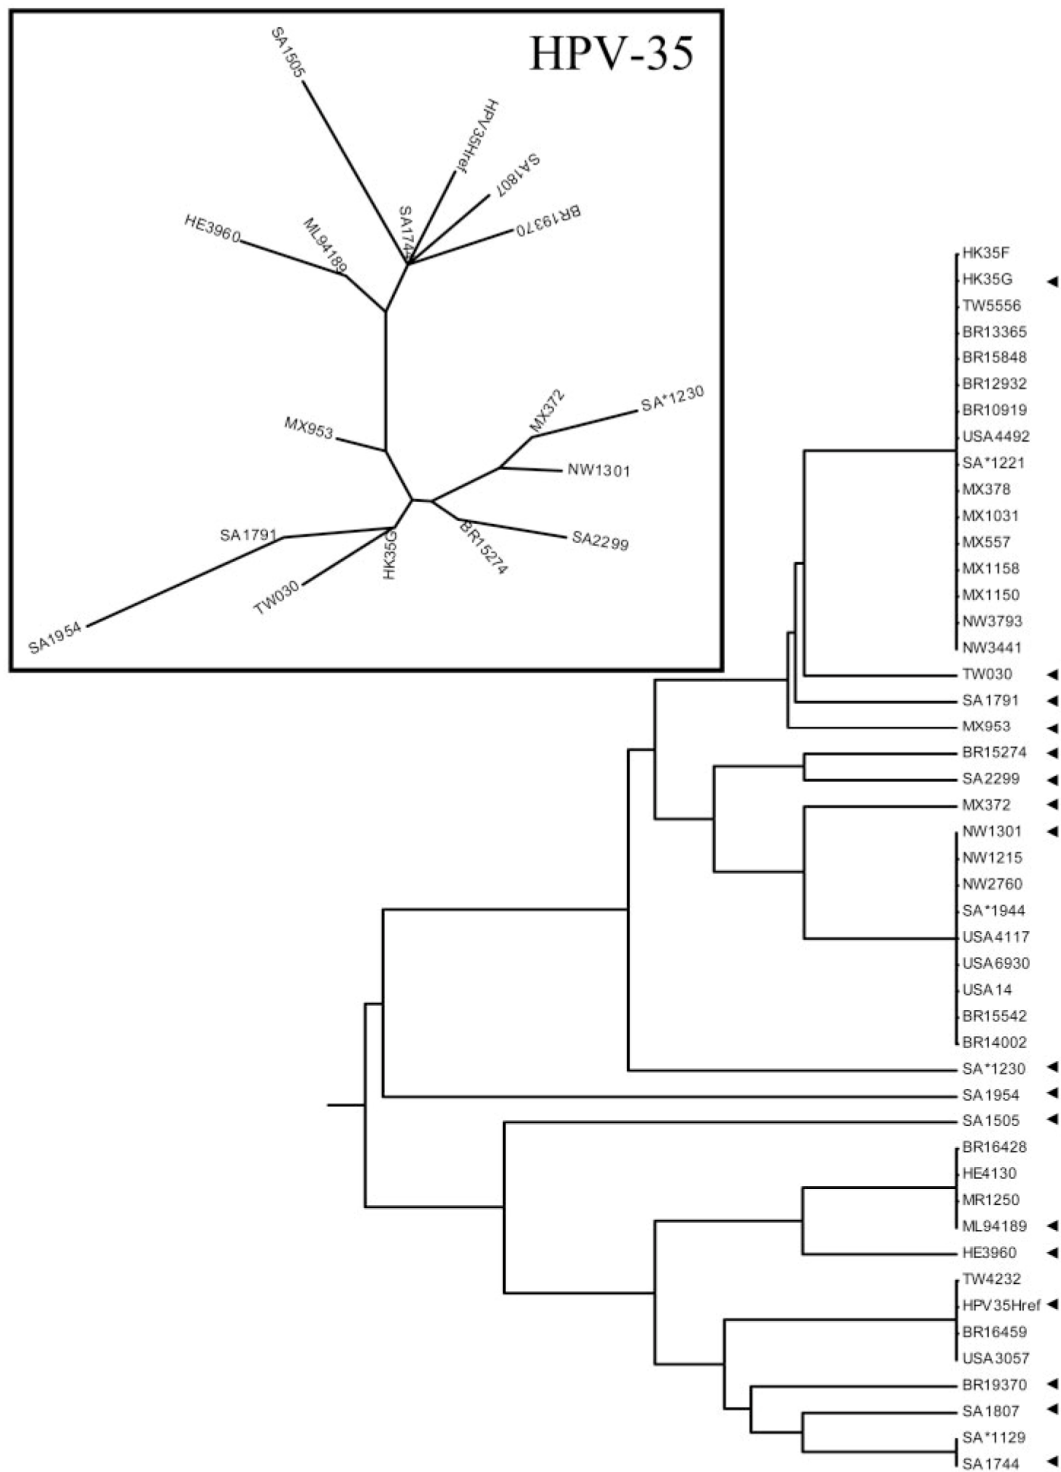 HPV-35
SA1505
HPV35Href
SA1807
BR19370
SA1744
ML94189
HE3960
MX953
MX372
SA*1230
NW1301
SA2299
BR15274
HK35G
SA1791
TW030
SA1954
HK35F
HK35G
TW5556
BR13365
BR15848
BR12932
BR10919
USA4492
SA*1221
MX378
MX1031
MX557
MX1158
MX1150
NW3793
NW3441
TW030
SA1791
MX953
BR15274
SA2299
MX372
NW1301
NW1215
NW2760
SA*1944
USA4117
USA6930
USA14
BR15542
BR14002
SA*1230
SA1954
SA1505
BR16428
HE4130
MR1250
ML94189
HE3960
TW4232
HPV35Href
BR16459
USA3057
BR19370
SA1807
SA*1129
SA1744